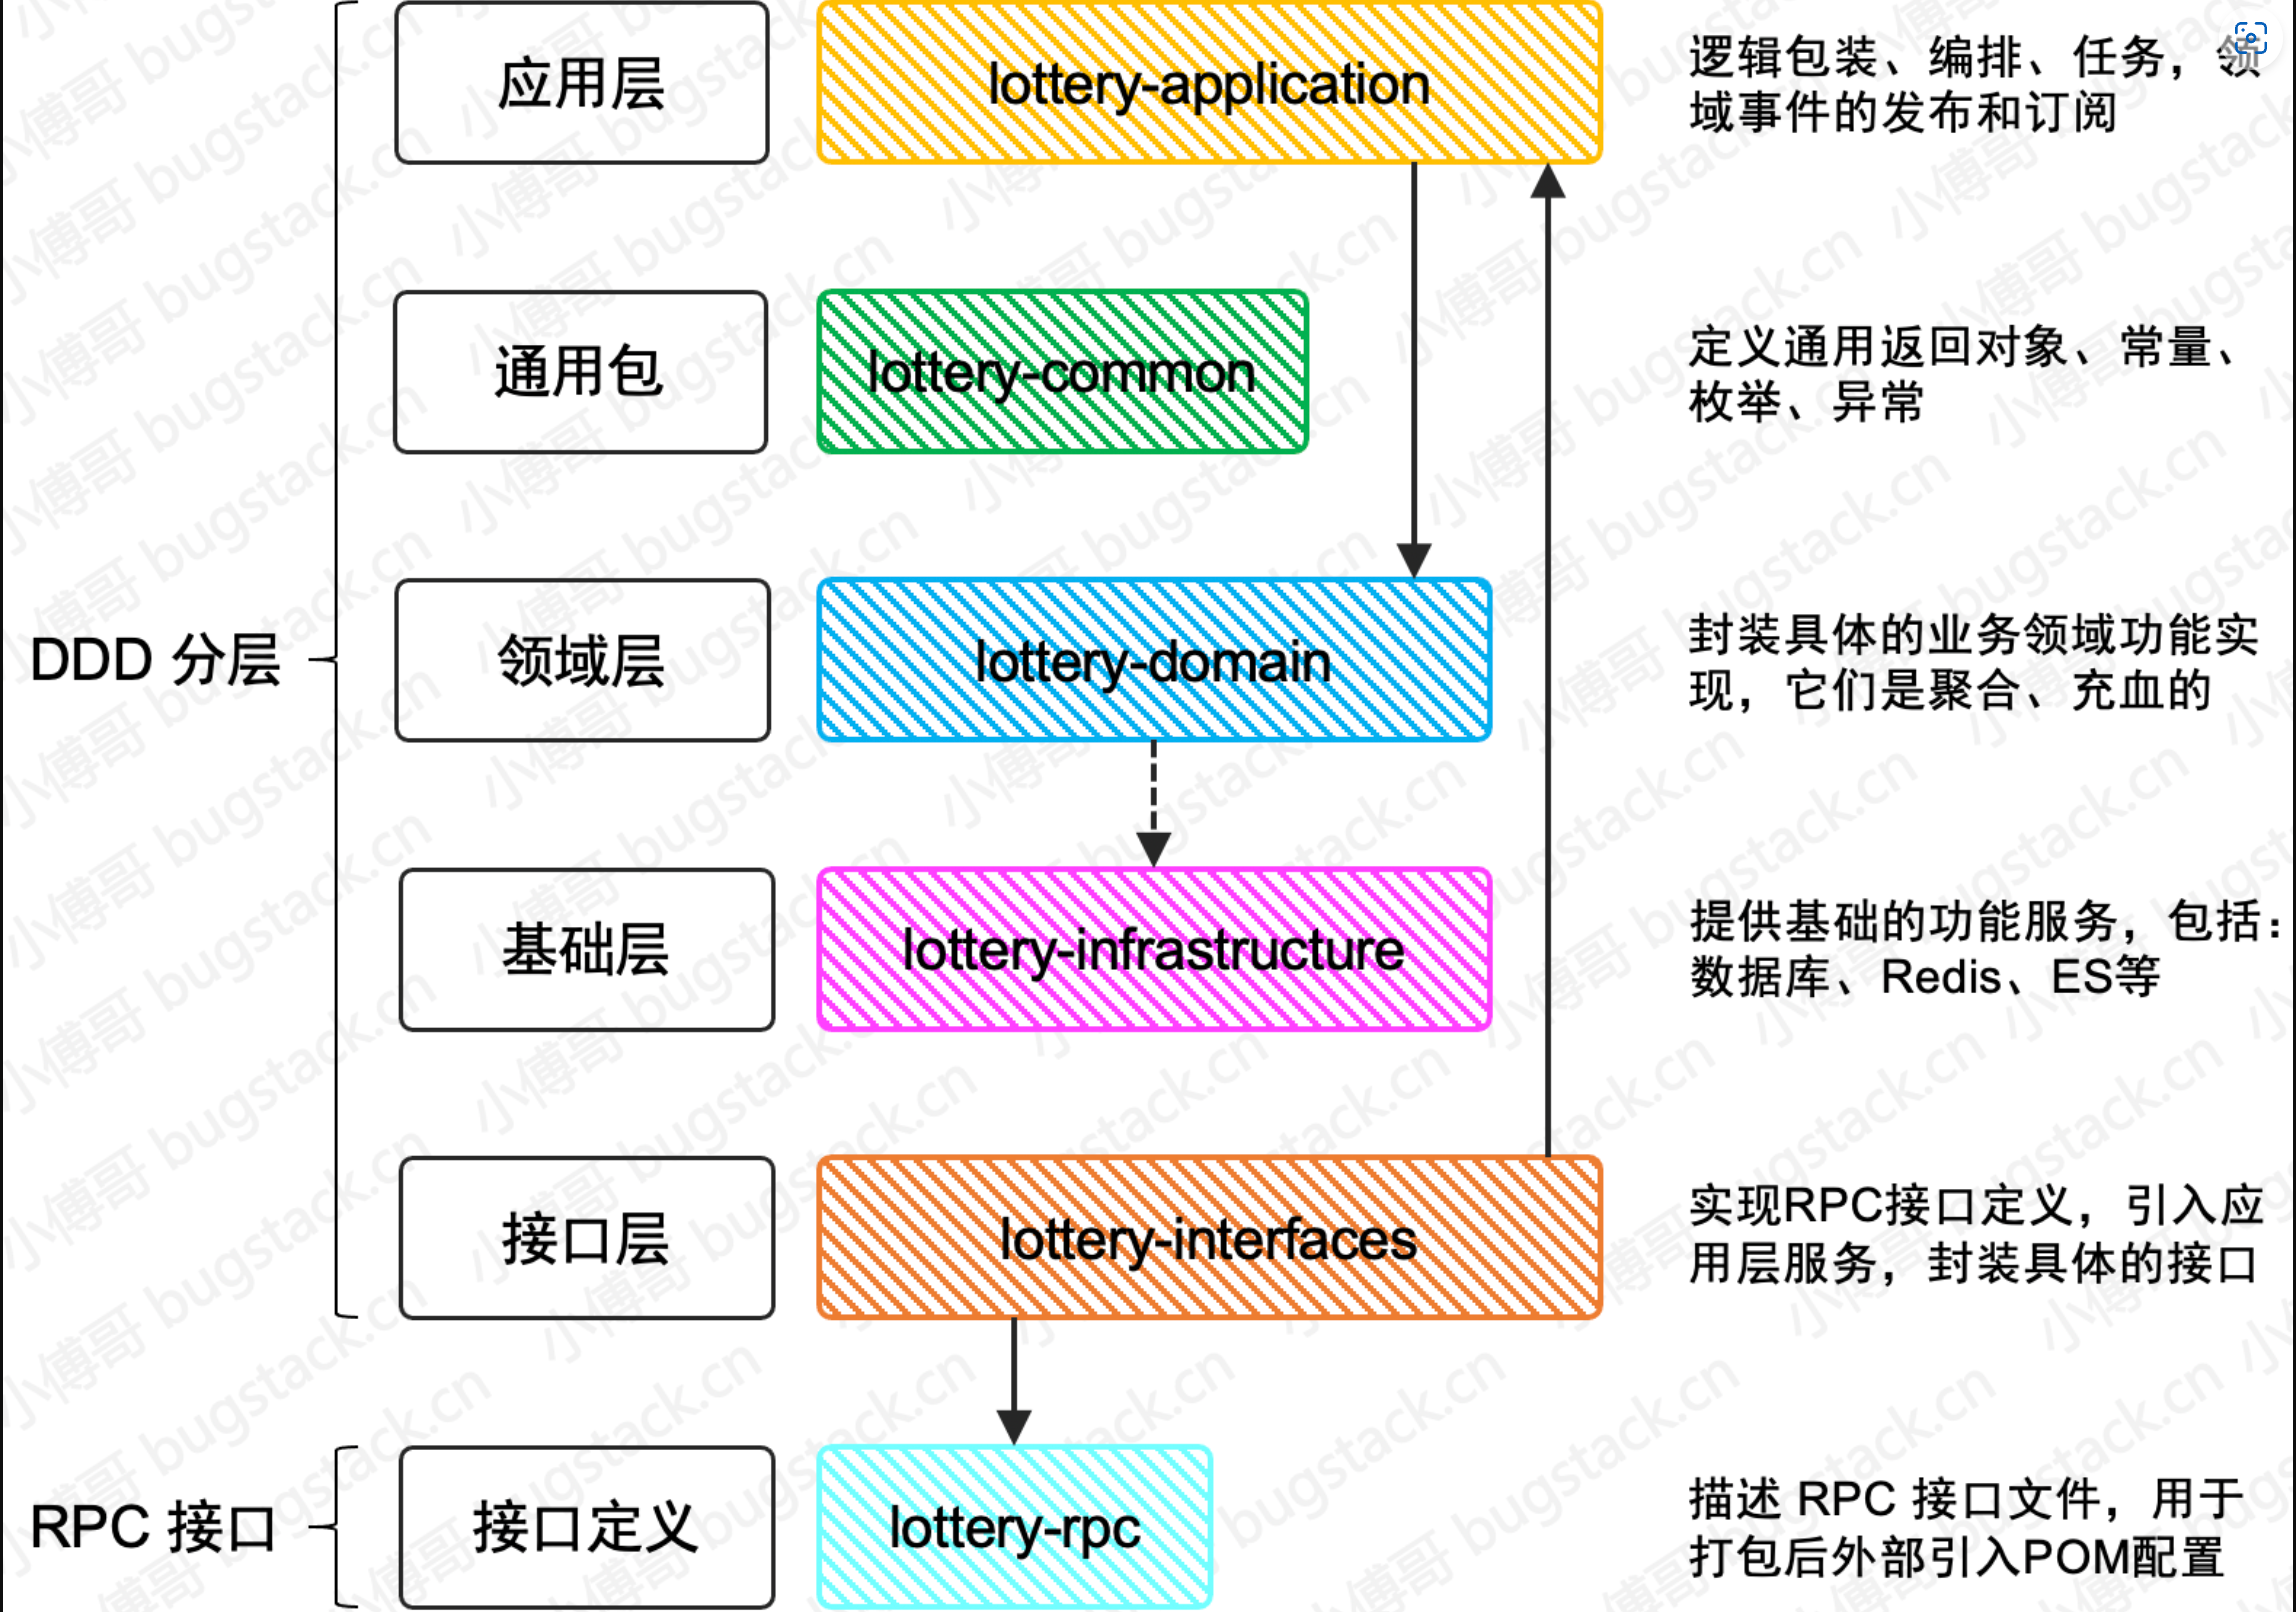 应用层
lottery-application
逻辑包装、编排、任务，领
域事件的发布和订阅
通用包
lottery-common
定义通用返回对象、常量、
枚举、异常
DDD 分层
领域层
lottery-domain
封装具体的业务领域功能实
现，它们是聚合、充血的
基础层
lottery-infrastructure
提供基础的功能服务，包括：
数据库、Redis、ES等
接口层
lottery-interfaces
实现RPC接口定义，引入应
用层服务，封装具体的接口
RPC 接口
接口定义
lottery-rpc
描述 RPC 接口文件，用于
打包后外部引入POM配置
小傅哥 bugstack.cn